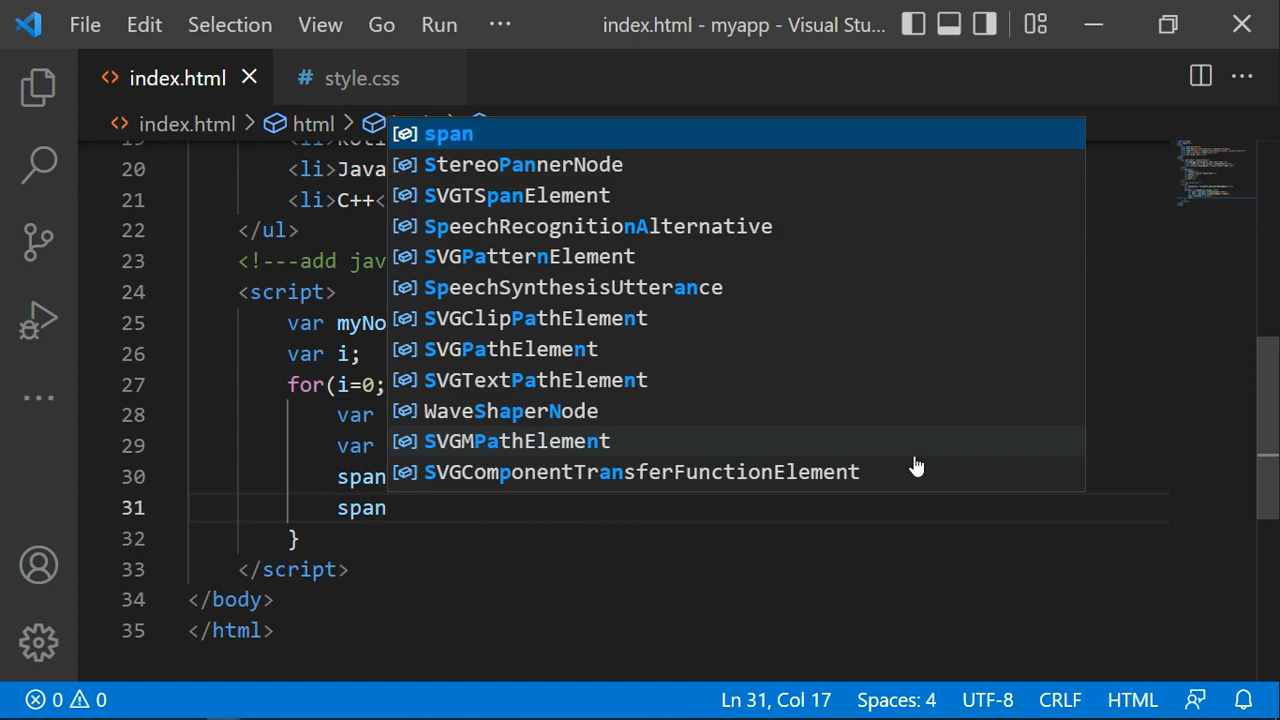 File Edit Selection View Go Run ··· index.html - myapp - Visual Stu...
<> index.html × # style.css ···
<> index.html > html >
span
StereoPannerNode
SVGTSpanElement
SpeechRecognitionAlternative
SVGPatternElement
SpeechSynthesisUtterance
SVGClipPathElement
SVGPathElement
SVGTextPathElement
WaveShaperNode
SVGMPathElement
SVGComponentTransferFunctionElement
20 <li>Java
21 <li>C++<
22 </ul>
23 <!---add jav
24 <script>
25 var myNo
26 var i;
27 for(i=0;
28 var
29 var
30 span
31 span
32 }
33 </script>
34 </body>
35 </html>
0 0 Ln 31, Col 17 Spaces: 4 UTF-8 CRLF HTML